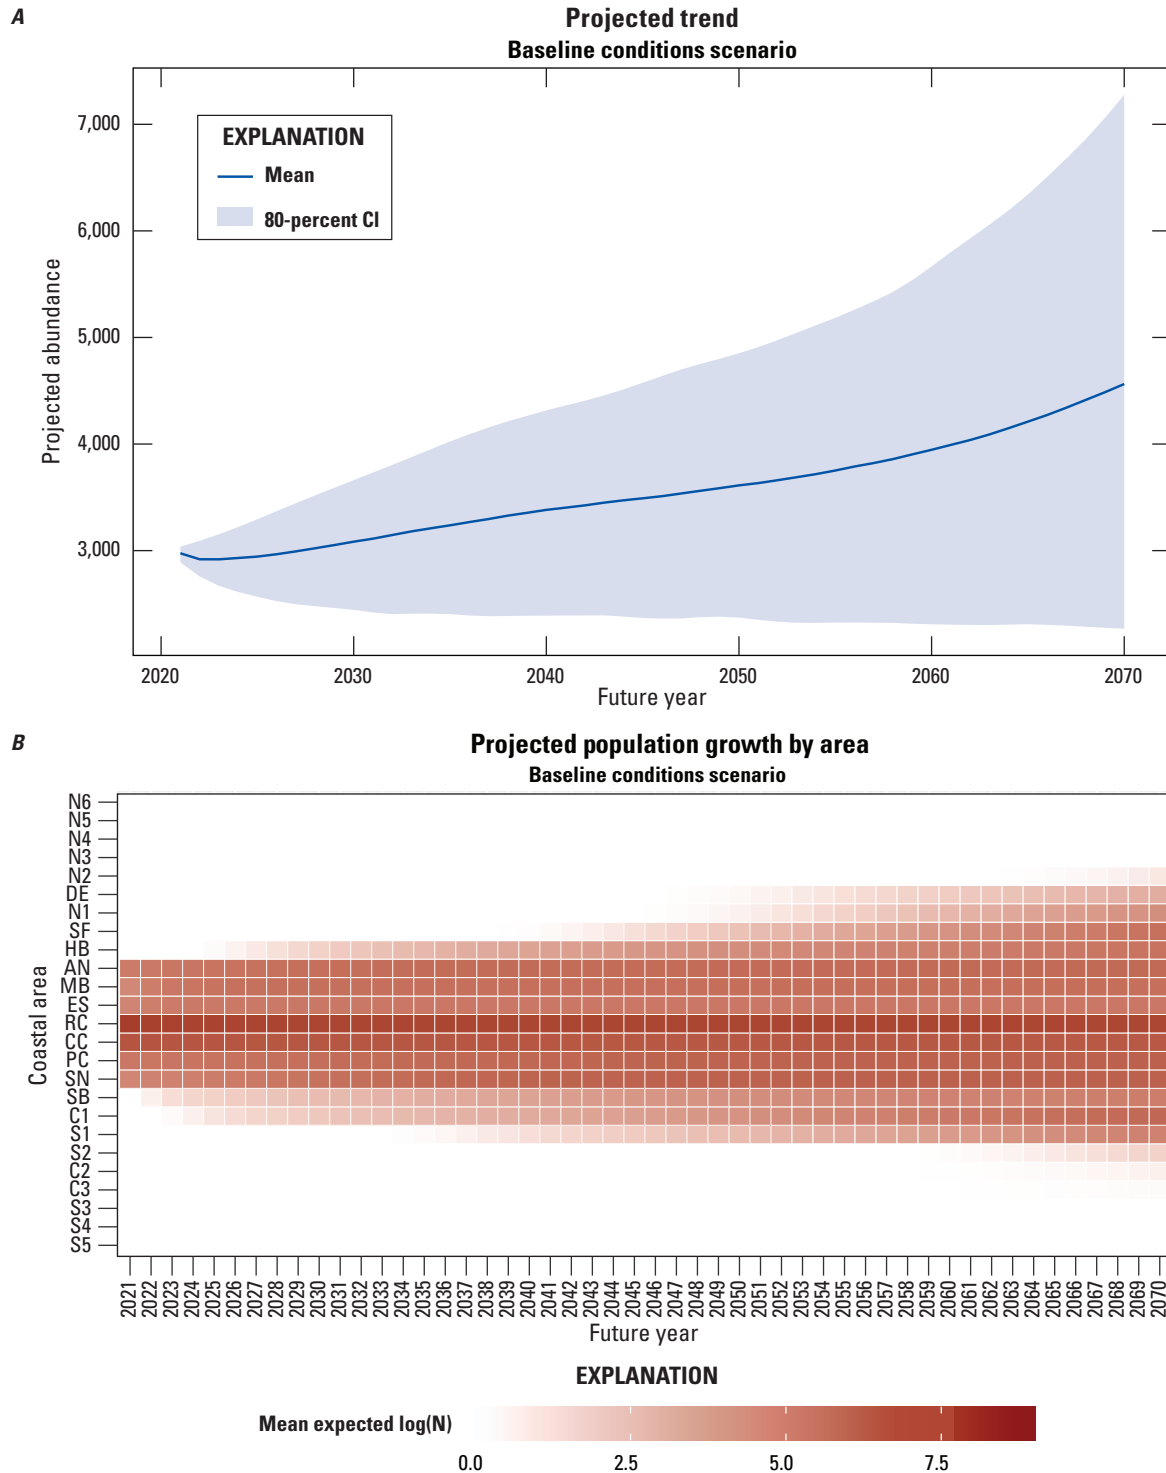 A
Projected trend
Baseline conditions scenario
7,000
6,000
5,000
4,000
3,000
Projected abundance
EXPLANATION
Mean
80-percent CI
2020 2030 2040 2050 2060 2070
Future year
B
Projected population growth by area
Baseline conditions scenario
Coastal area
N6
N5
N4
N3
N2
DE
N1
SF
HB
AN
MB
ES
RC
CC
PC
SN
SB
C1
S1
S2
C2
C3
S3
S4
S5
2021 2022 2023 2024 2025 2026 2027 2028 2029 2030 2031 2032 2033 2034 2035 2036 2037 2038 2039 2040 2041 2042 2043 2044 2045 2046 2047 2048 2049 2050 2051 2052 2053 2054 2055 2056 2057 2058 2059 2060 2061 2062 2063 2064 2065 2066 2067 2068 2069 2070
Future year
EXPLANATION
Mean expected log(N)
0.0 2.5 5.0 7.5